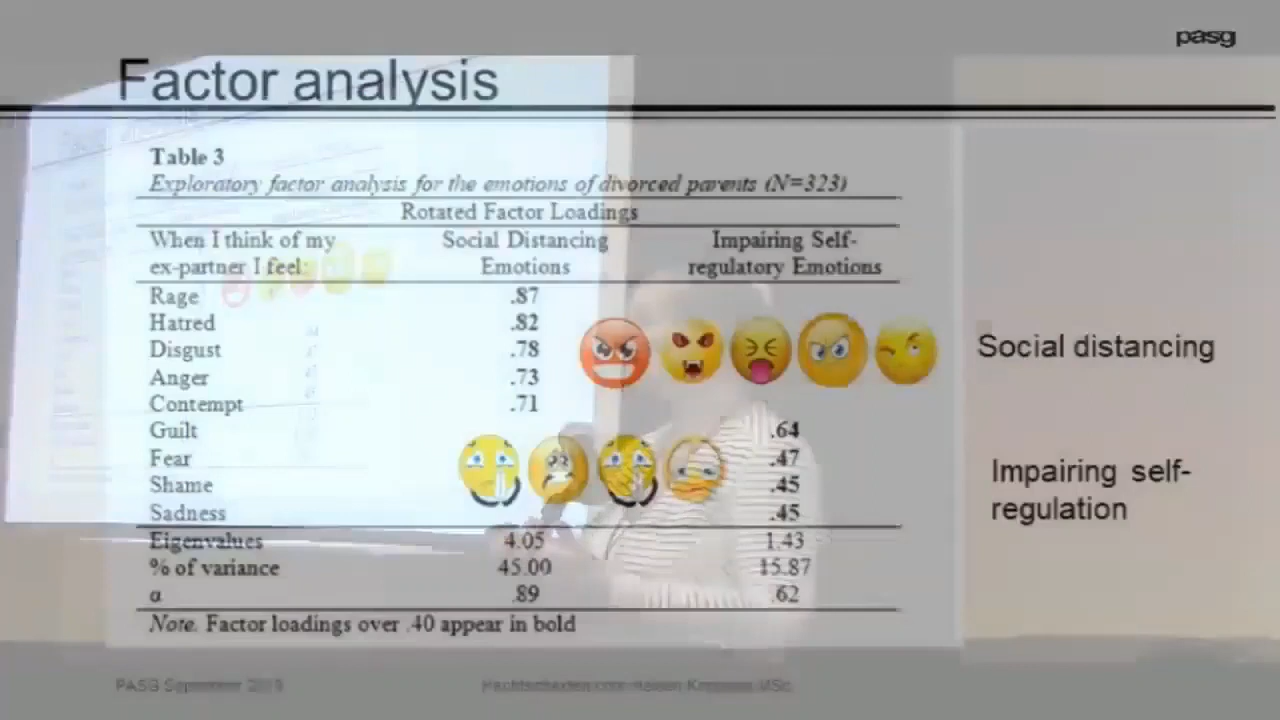 pasg
Factor analysis
Table 3
Exploratory factor analysis for the emotions of divorced parents (N=323)
Rotated Factor Loadings
When I think of my Social Distancing Impairing Self-
ex-partner I feel: Emotions regulatory Emotions
Rage .87
Hatred .82
Disgust .78
Anger .73
Contempt .71
Guilt .64
Fear .47
Shame .45
Sadness .45
Eigenvalues 4.05 1.43
% of variance 45.00 15.87
α .89 .62
Note. Factor loadings over .40 appear in bold
Social distancing
Impairing self-
regulation
PASG September